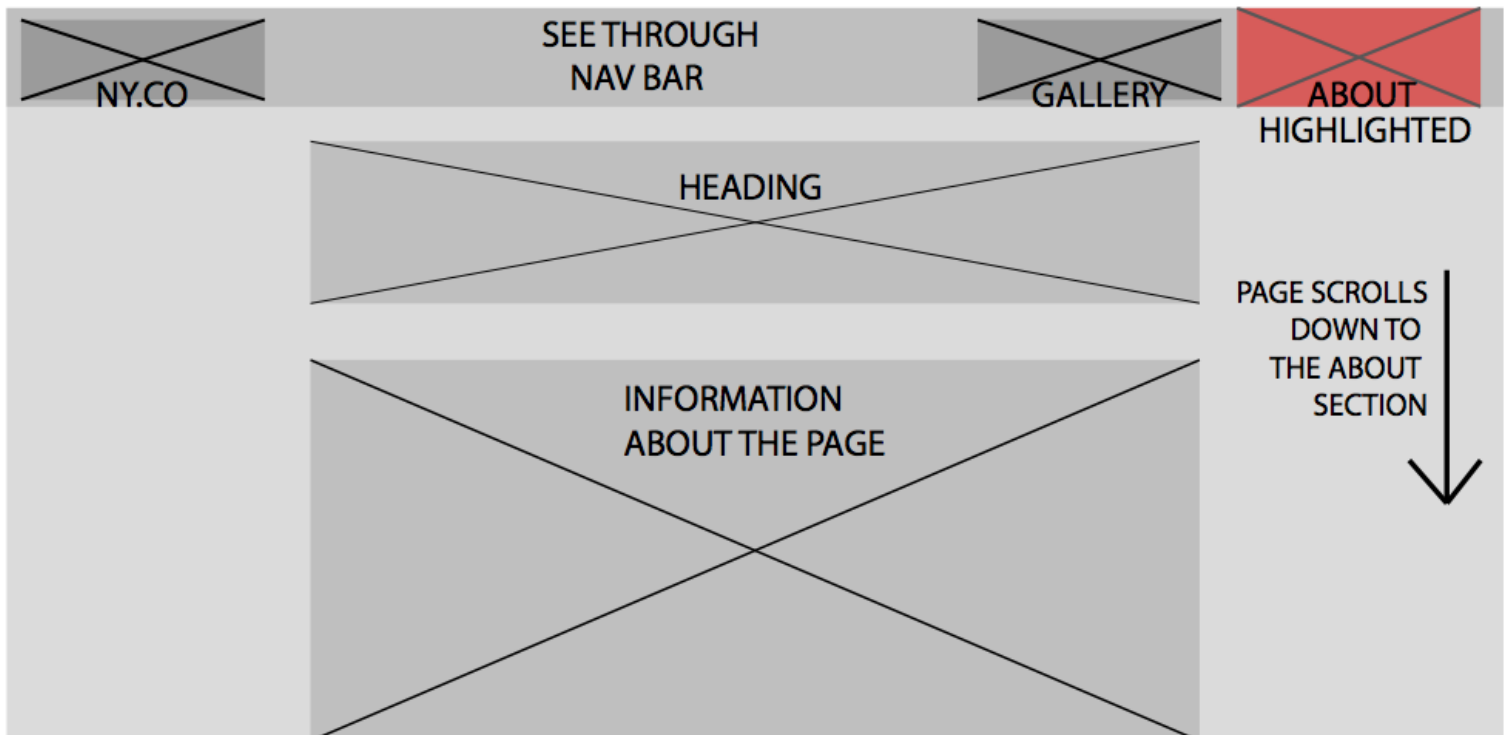 SEE THROUGH
NAV BAR
NY.CO
GALLERY
ABOUT
HIGHLIGHTED
HEADING
PAGE SCROLLS
DOWN TO
THE ABOUT
SECTION
INFORMATION
ABOUT THE PAGE